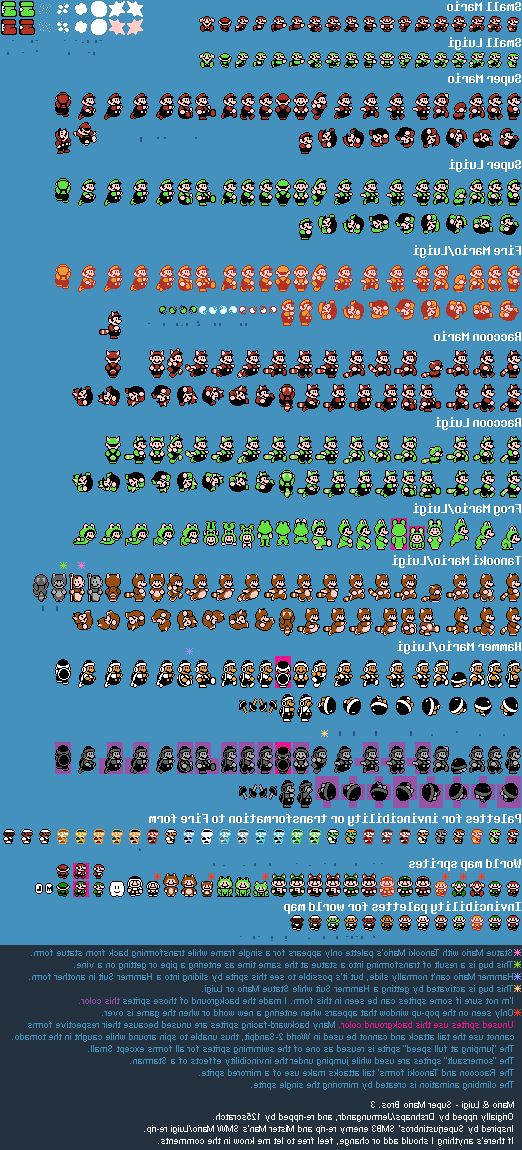 Small Mario
Small Luigi
Super Mario
Super Luigi
Fire Mario/Luigi
Raccoon Mario
Raccoon Luigi
Frog Mario/Luigi
Tanooki Mario/Luigi
Hammer Mario/Luigi
Palettes for invincibility or transformation to Fire form
World map sprites
Invincibility palettes for world map
*Statue Mario with Tanooki Mario's palette only appears for a single frame while transforming back from statue form.
*This bug is a result of transforming into a statue at the same time as entering a pipe or getting on a vine.
*Hammer Mario can't normally slide, but it's possible to see this sprite by sliding into a Hammer Suit in another form.
*This bug is activated by getting a Hammer Suit while Statue Mario or Luigi.
I'm not sure if some sprites can be seen in this form. I made the background of those sprites this color.
*Only seen on the pop-up window that appears when entering a new world or when the game is over.
Unused sprites use this background color. Many backward-facing sprites are unused because their respective forms
cannot use the tail attack and cannot be used in World 2-Sandpit, thus unable to spin around while caught in the tornado.
The "jumping at full speed" sprite is reused as one of the swimming sprites for all forms except Small.
The "somersault" sprites are used while jumping under the invincibility effects of a Starman.
The Raccoon and Tanooki forms' tail attacks make use of a mirrored sprite.
The climbing animation is created by mirroring the single sprite.
Mario & Luigi - Super Mario Bros. 3
Originally ripped by Drshnaps/Jermungandr, and re-ripped by 125scratch.
Inspired by Superjustinbros' SMB3 enemy re-rip and Mister Man's SMW Mario/Luigi re-rip.
If there's anything I should add or change, feel free to let me know in the comments.